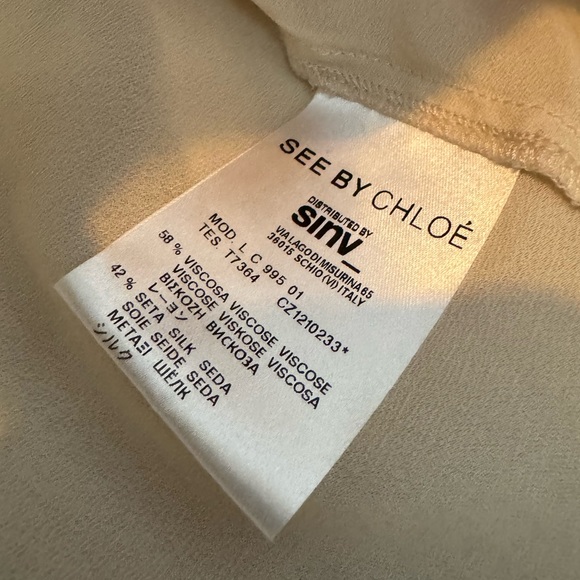 SEE BY CHLOÉ
DISTRIBUTED BY
sinv_
VIA LAGO DI MISURINA 65
36015 SCHIO (VI) ITALY
MOD. L C 995 01
TES. T7364 CZ1210233*
58 % VISCOSA VISCOSE VISCOSE
VISCOSE VISKOSE VISCOSA
ΒΙΣΚΟΖΗ ВИСКОЗА
レーヨン
42 % SETA SILK SEDA
SOIE SEIDE SEDA
ΜΕΤΑΞΙ ШЁЛК
シルク